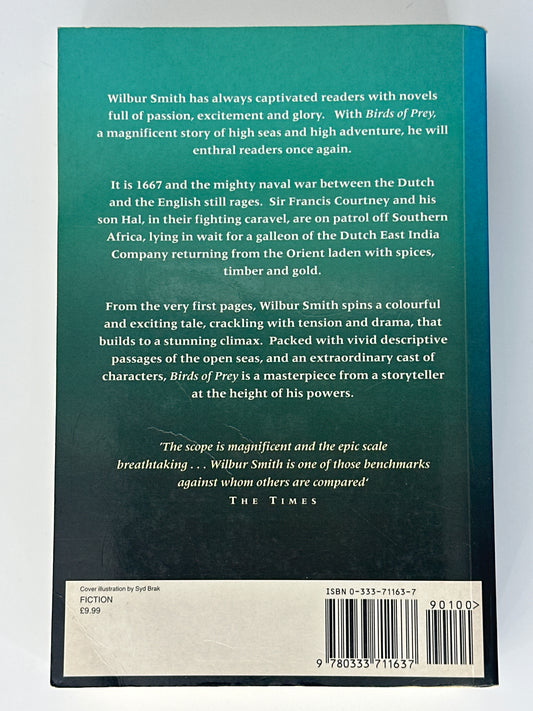 Wilbur Smith has always captivated readers with novels
full of passion, excitement and glory. With Birds of Prey,
a magnificent story of high seas and high adventure, he will
enthral readers once again.
It is 1667 and the mighty naval war between the Dutch
and the English still rages. Sir Francis Courtney and his
son Hal, in their fighting caravel, are on patrol off Southern
Africa, lying in wait for a galleon of the Dutch East India
Company returning from the Orient laden with spices,
timber and gold.
From the very first pages, Wilbur Smith spins a colourful
and exciting tale, crackling with tension and drama, that
builds to a stunning climax. Packed with vivid descriptive
passages of the open seas, and an extraordinary cast of
characters, Birds of Prey is a masterpiece from a storyteller
at the height of his powers.
'The scope is magnificent and the epic scale
breathtaking . . . Wilbur Smith is one of those benchmarks
against whom others are compared‘
THE TIMES
Cover illustration by Syd Brak
FICTION
£9.99
ISBN 0-333-71163-7
90100>
9 780333 711637